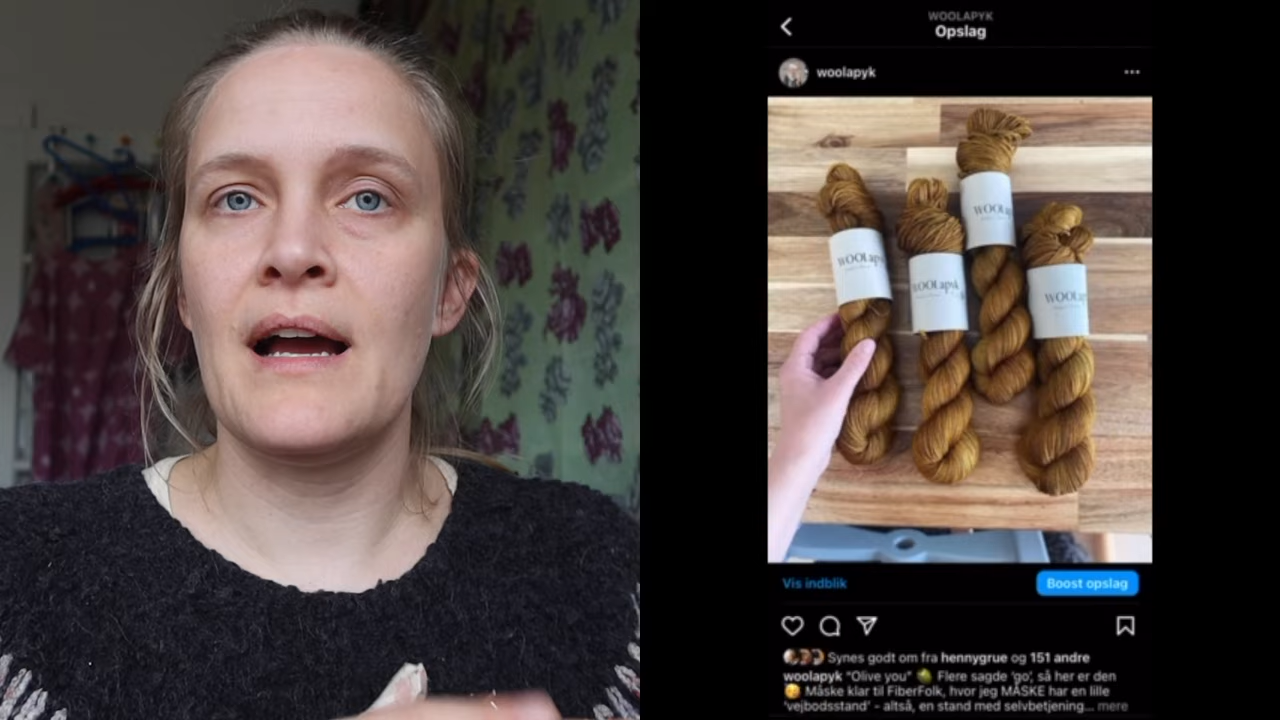 WOOLAPYK
Opslag
woolapyk
WOOLa
WOOLapyk
WOOLapyk
WOOLap
Vis indblik
Boost opslag
Synes godt om fra hennygrue og 151 andre
woolapyk "Olive you" 🫒 Flere sagde 'go', så her er den
🥳 Måske klar til FiberFolk, hvor jeg MÅSKE har en lille
'vejbodsstand' - altså, en stand med selvbetjening... mere